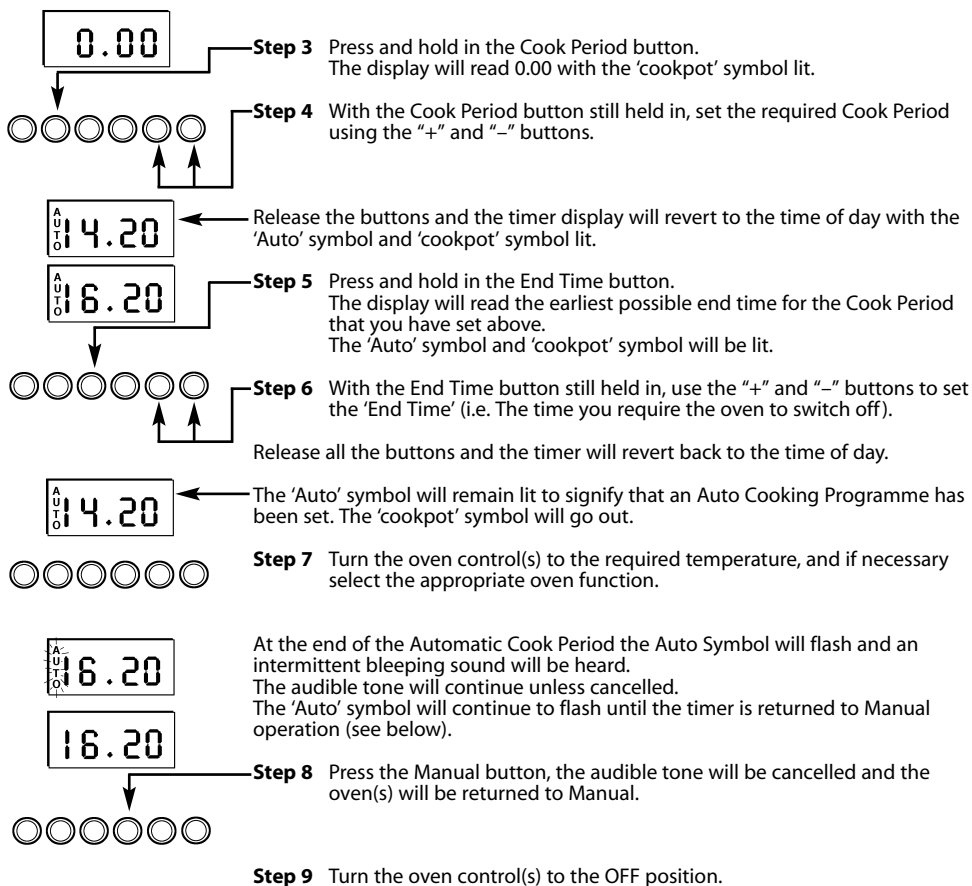 0.00
Step 3 Press and hold in the Cook Period button.
The display will read 0.00 with the ‘cookpot’ symbol lit.
Step 4 With the Cook Period button still held in, set the required Cook Period
using the “+” and “–” buttons.
AUTO 14.20
Release the buttons and the timer display will revert to the time of day with the
‘Auto’ symbol and ‘cookpot’ symbol lit.
AUTO 16.20
Step 5 Press and hold in the End Time button.
The display will read the earliest possible end time for the Cook Period
that you have set above.
The ‘Auto’ symbol and ‘cookpot’ symbol will be lit.
Step 6 With the End Time button still held in, use the “+” and “–” buttons to set
the ‘End Time’ (i.e. The time you require the oven to switch off).
Release all the buttons and the timer will revert back to the time of day.
AUTO 14.20
The ‘Auto’ symbol will remain lit to signify that an Auto Cooking Programme has
been set. The ‘cookpot’ symbol will go out.
Step 7 Turn the oven control(s) to the required temperature, and if necessary
select the appropriate oven function.
AUTO 16.20
At the end of the Automatic Cook Period the Auto Symbol will flash and an
intermittent bleeping sound will be heard.
The audible tone will continue unless cancelled.
The ‘Auto’ symbol will continue to flash until the timer is returned to Manual
operation (see below).
16.20
Step 8 Press the Manual button, the audible tone will be cancelled and the
oven(s) will be returned to Manual.
Step 9 Turn the oven control(s) to the OFF position.